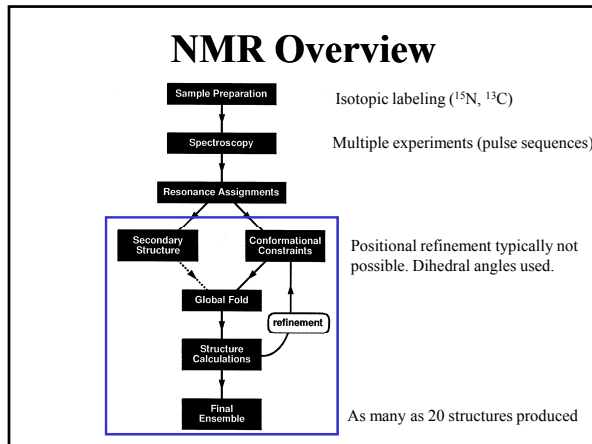 NMR Overview
Sample Preparation
Isotopic labeling (¹⁵N, ¹³C)
Spectroscopy
Multiple experiments (pulse sequences)
Resonance Assignments
Secondary
Structure
Conformational
Constraints
Positional refinement typically not
possible. Dihedral angles used.
Global Fold
refinement
Structure
Calculations
Final
Ensemble
As many as 20 structures produced